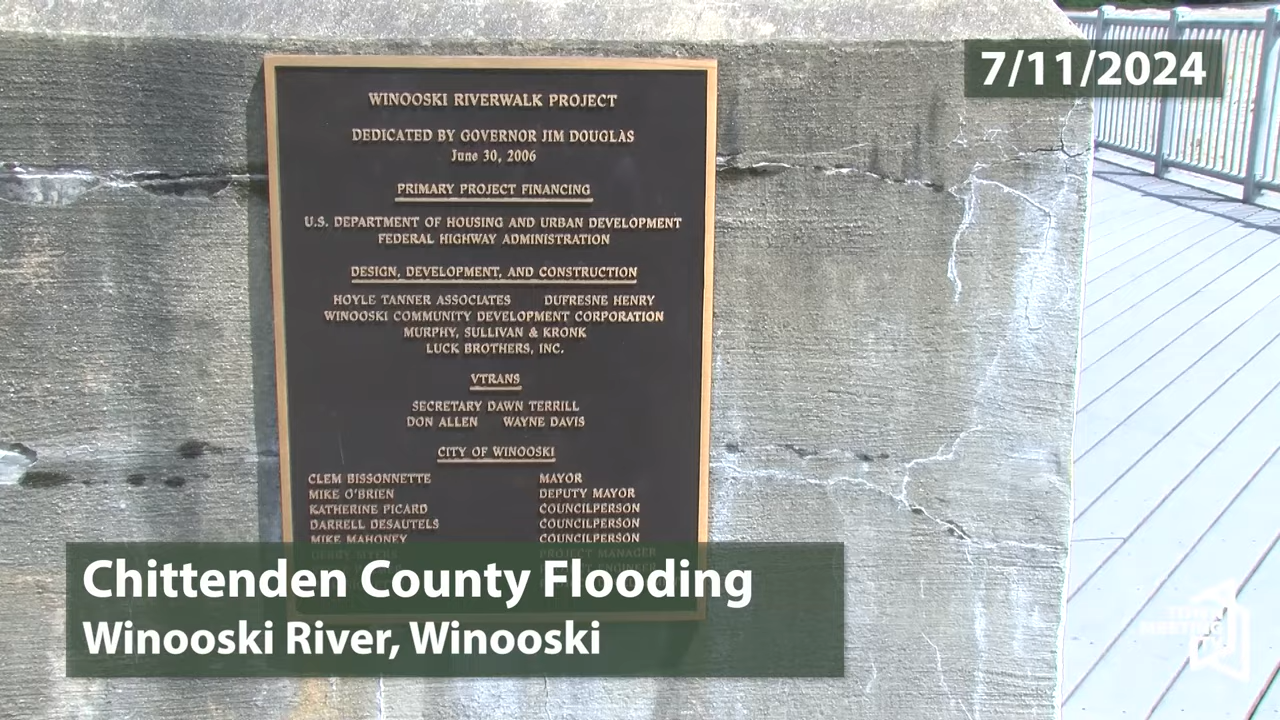 7/11/2024
WINOOSKI RIVERWALK PROJECT
DEDICATED BY GOVERNOR JIM DOUGLAS
June 30, 2006
PRIMARY PROJECT FINANCING
U.S. DEPARTMENT OF HOUSING AND URBAN DEVELOPMENT
FEDERAL HIGHWAY ADMINISTRATION
DESIGN, DEVELOPMENT, AND CONSTRUCTION
HOYLE TANNER ASSOCIATES DUFRESNE HENRY
WINOOSKI COMMUNITY DEVELOPMENT CORPORATION
MURPHY, SULLIVAN & KRONK
LUCK BROTHERS, INC.
VTRANS
SECRETARY DAWN TERRILL
DON ALLEN WAYNE DAVIS
CITY OF WINOOSKI
CLEM BISSONNETTE MAYOR
MIKE O'BRIEN DEPUTY MAYOR
KATHERINE PICARD COUNCILPERSON
DARRELL DESAUTELS COUNCILPERSON
MIKE MAHONEY COUNCILPERSON
PROJECT MANAGER
Chittenden County Flooding
Winooski River, Winooski
TOWN
MEETING